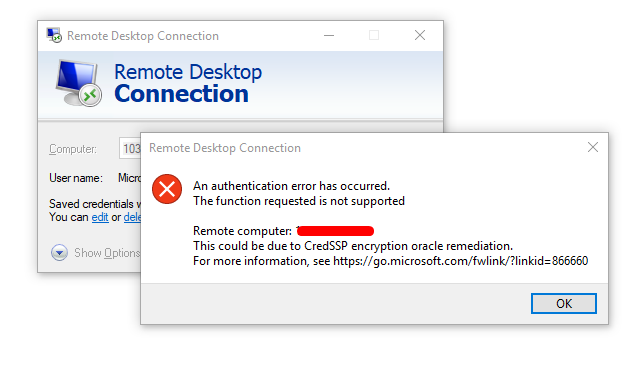 Remote Desktop Connection
Remote Desktop
Connection
Computer: 103
User name: Micro
Saved credentials
You can edit or dele
Show Options
Remote Desktop Connection
An authentication error has occurred.
The function requested is not supported
Remote computer:
This could be due to CredSSP encryption oracle remediation.
For more information, see https://go.microsoft.com/fwlink/?linkid=866660
OK